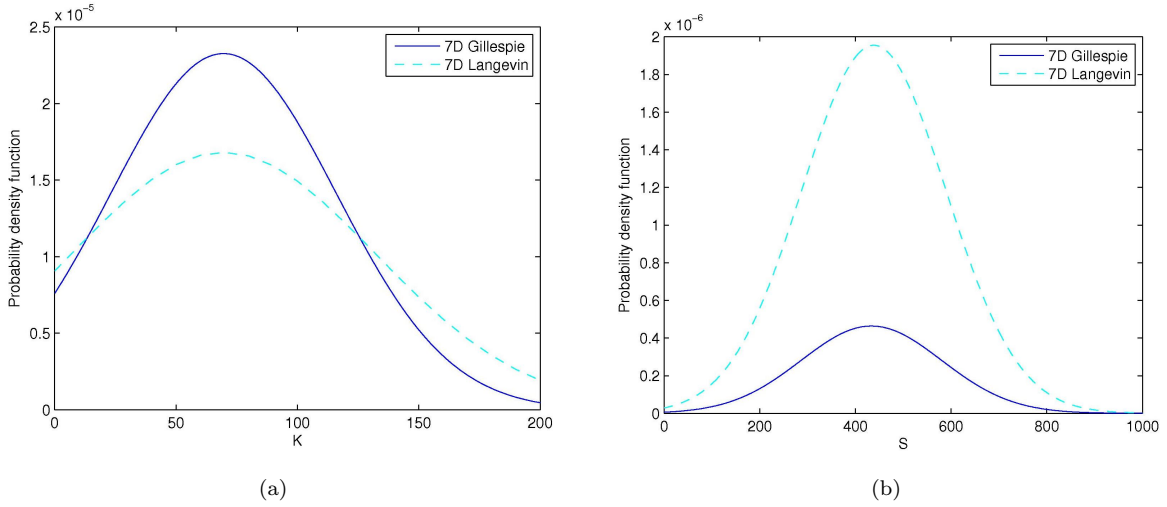 x 10⁻⁵
2.5
2
1.5
1
0.5
0
0 50 100 150 200
K
Probability density function
7D Gillespie
7D Langevin
(a)
x 10⁻⁶
2
1.8
1.6
1.4
1.2
1
0.8
0.6
0.4
0.2
0
0 200 400 600 800 1000
S
Probability density function
7D Gillespie
7D Langevin
(b)